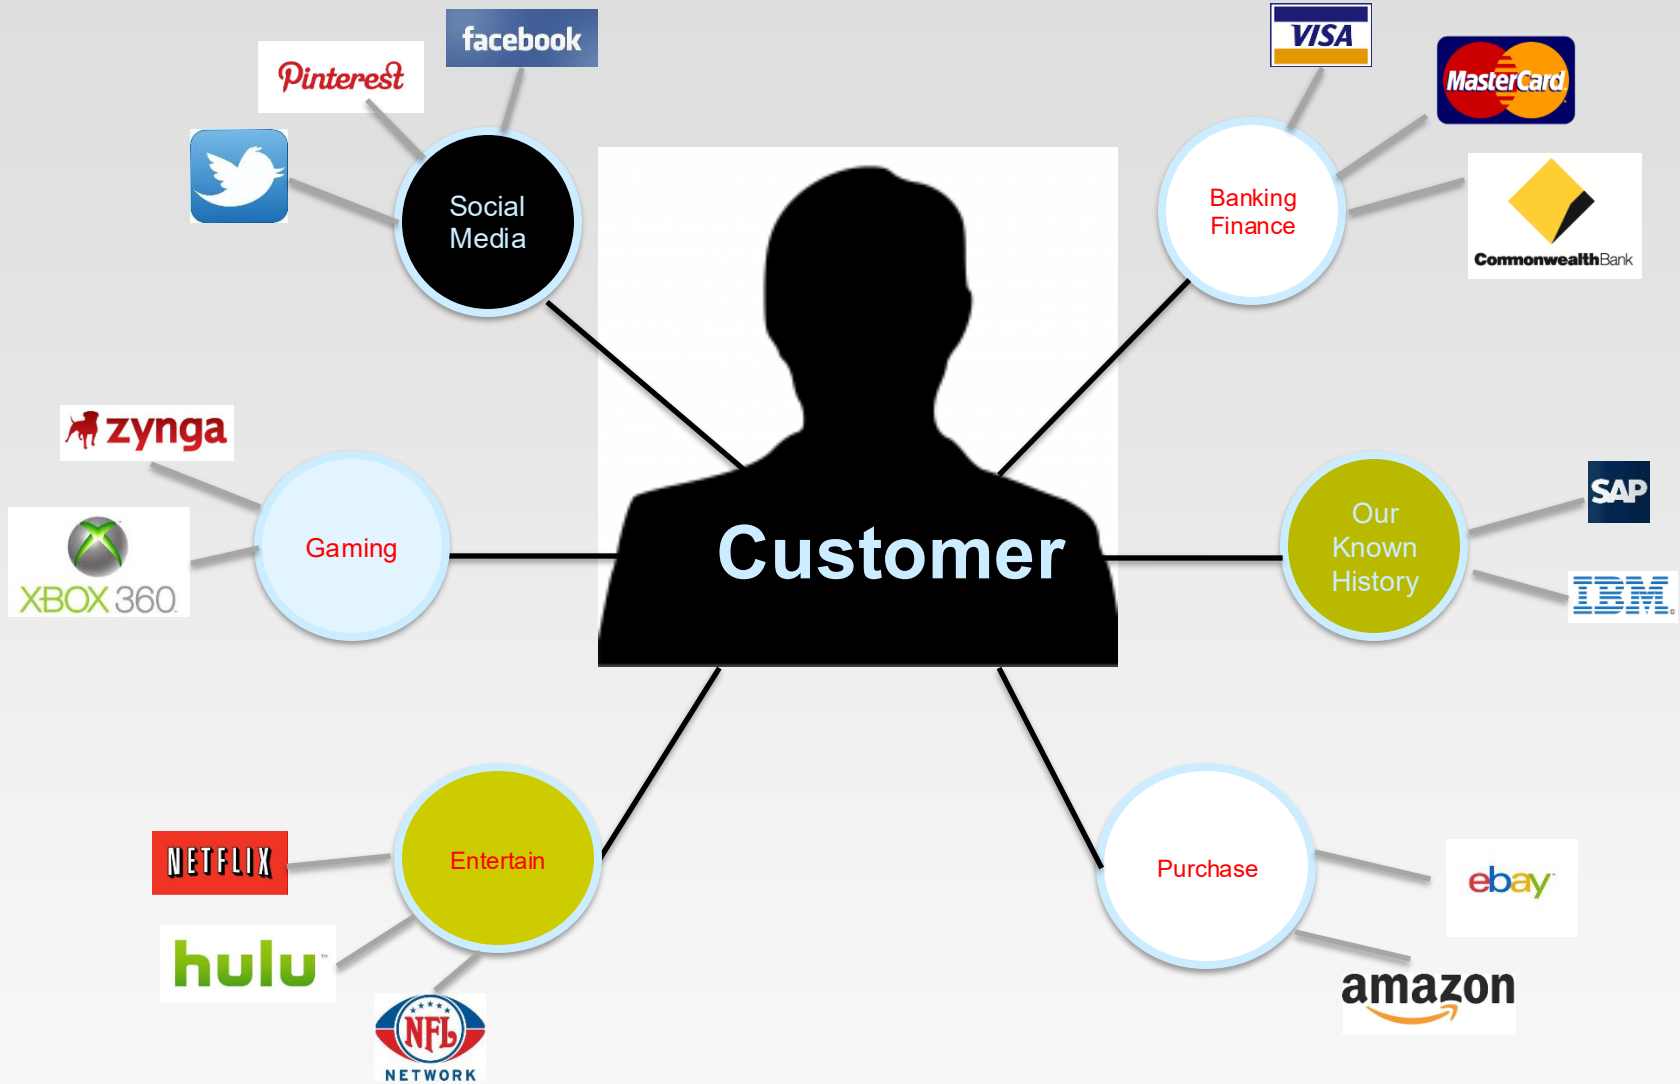 facebook
Pinterest
Social
Media
VISA
MasterCard
Banking
Finance
CommonwealthBank
zynga
XBOX 360
Gaming
Customer
Our
Known
History
SAP
IBM
NETFLIX
hulu
NFL
NETWORK
Entertain
Purchase
ebay
amazon